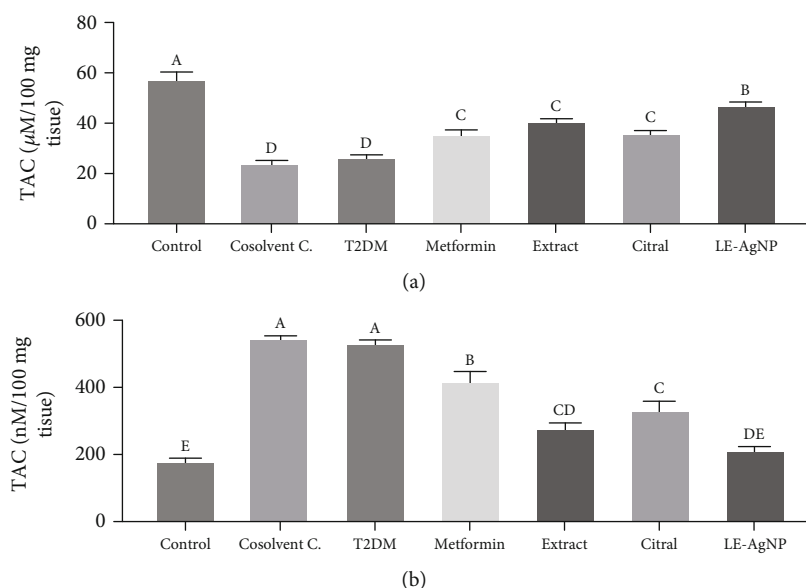 80
60
40
20
0
TAC (μM/100 mg
tisue)
A
D
D
C
C
C
B
Control
Cosolvent C.
T2DM
Metformin
Extract
Citral
LE-AgNP
(a)
600
400
200
0
TAC (nM/100 mg
tissue)
E
A
A
B
CD
C
DE
Control
Cosolvent C.
T2DM
Metformin
Extract
Citral
LE-AgNP
(b)